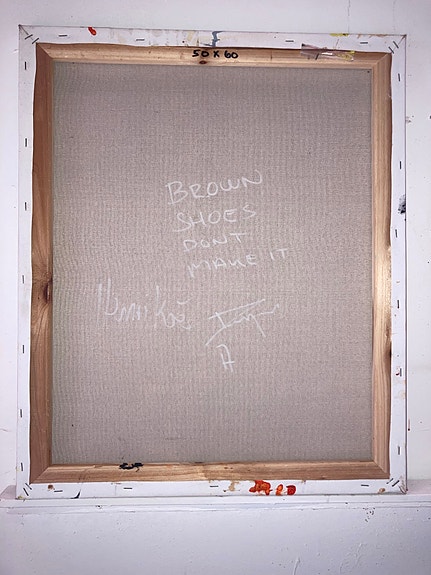 50 x 60
BROWN
SHOES
DONT
MAKE IT